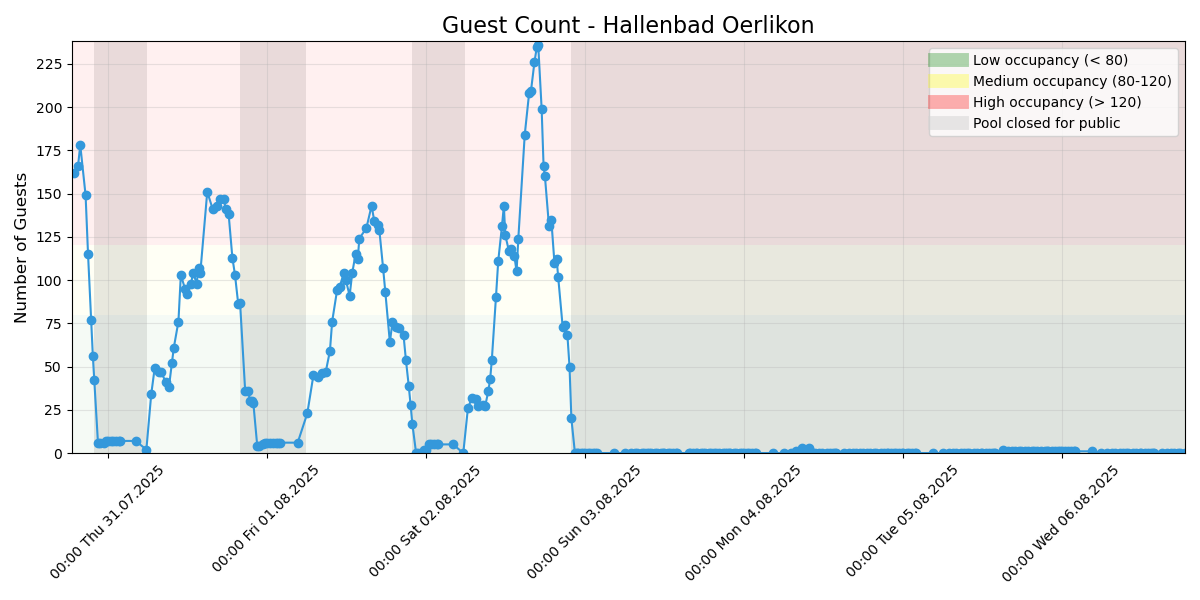 Guest Count - Hallenbad Oerlikon
Number of Guests
225
200
175
150
125
100
75
50
25
0
Low occupancy (< 80)
Medium occupancy (80-120)
High occupancy (> 120)
Pool closed for public
00:00 Thu 31.07.2025
00:00 Fri 01.08.2025
00:00 Sat 02.08.2025
00:00 Sun 03.08.2025
00:00 Mon 04.08.2025
00:00 Tue 05.08.2025
00:00 Wed 06.08.2025